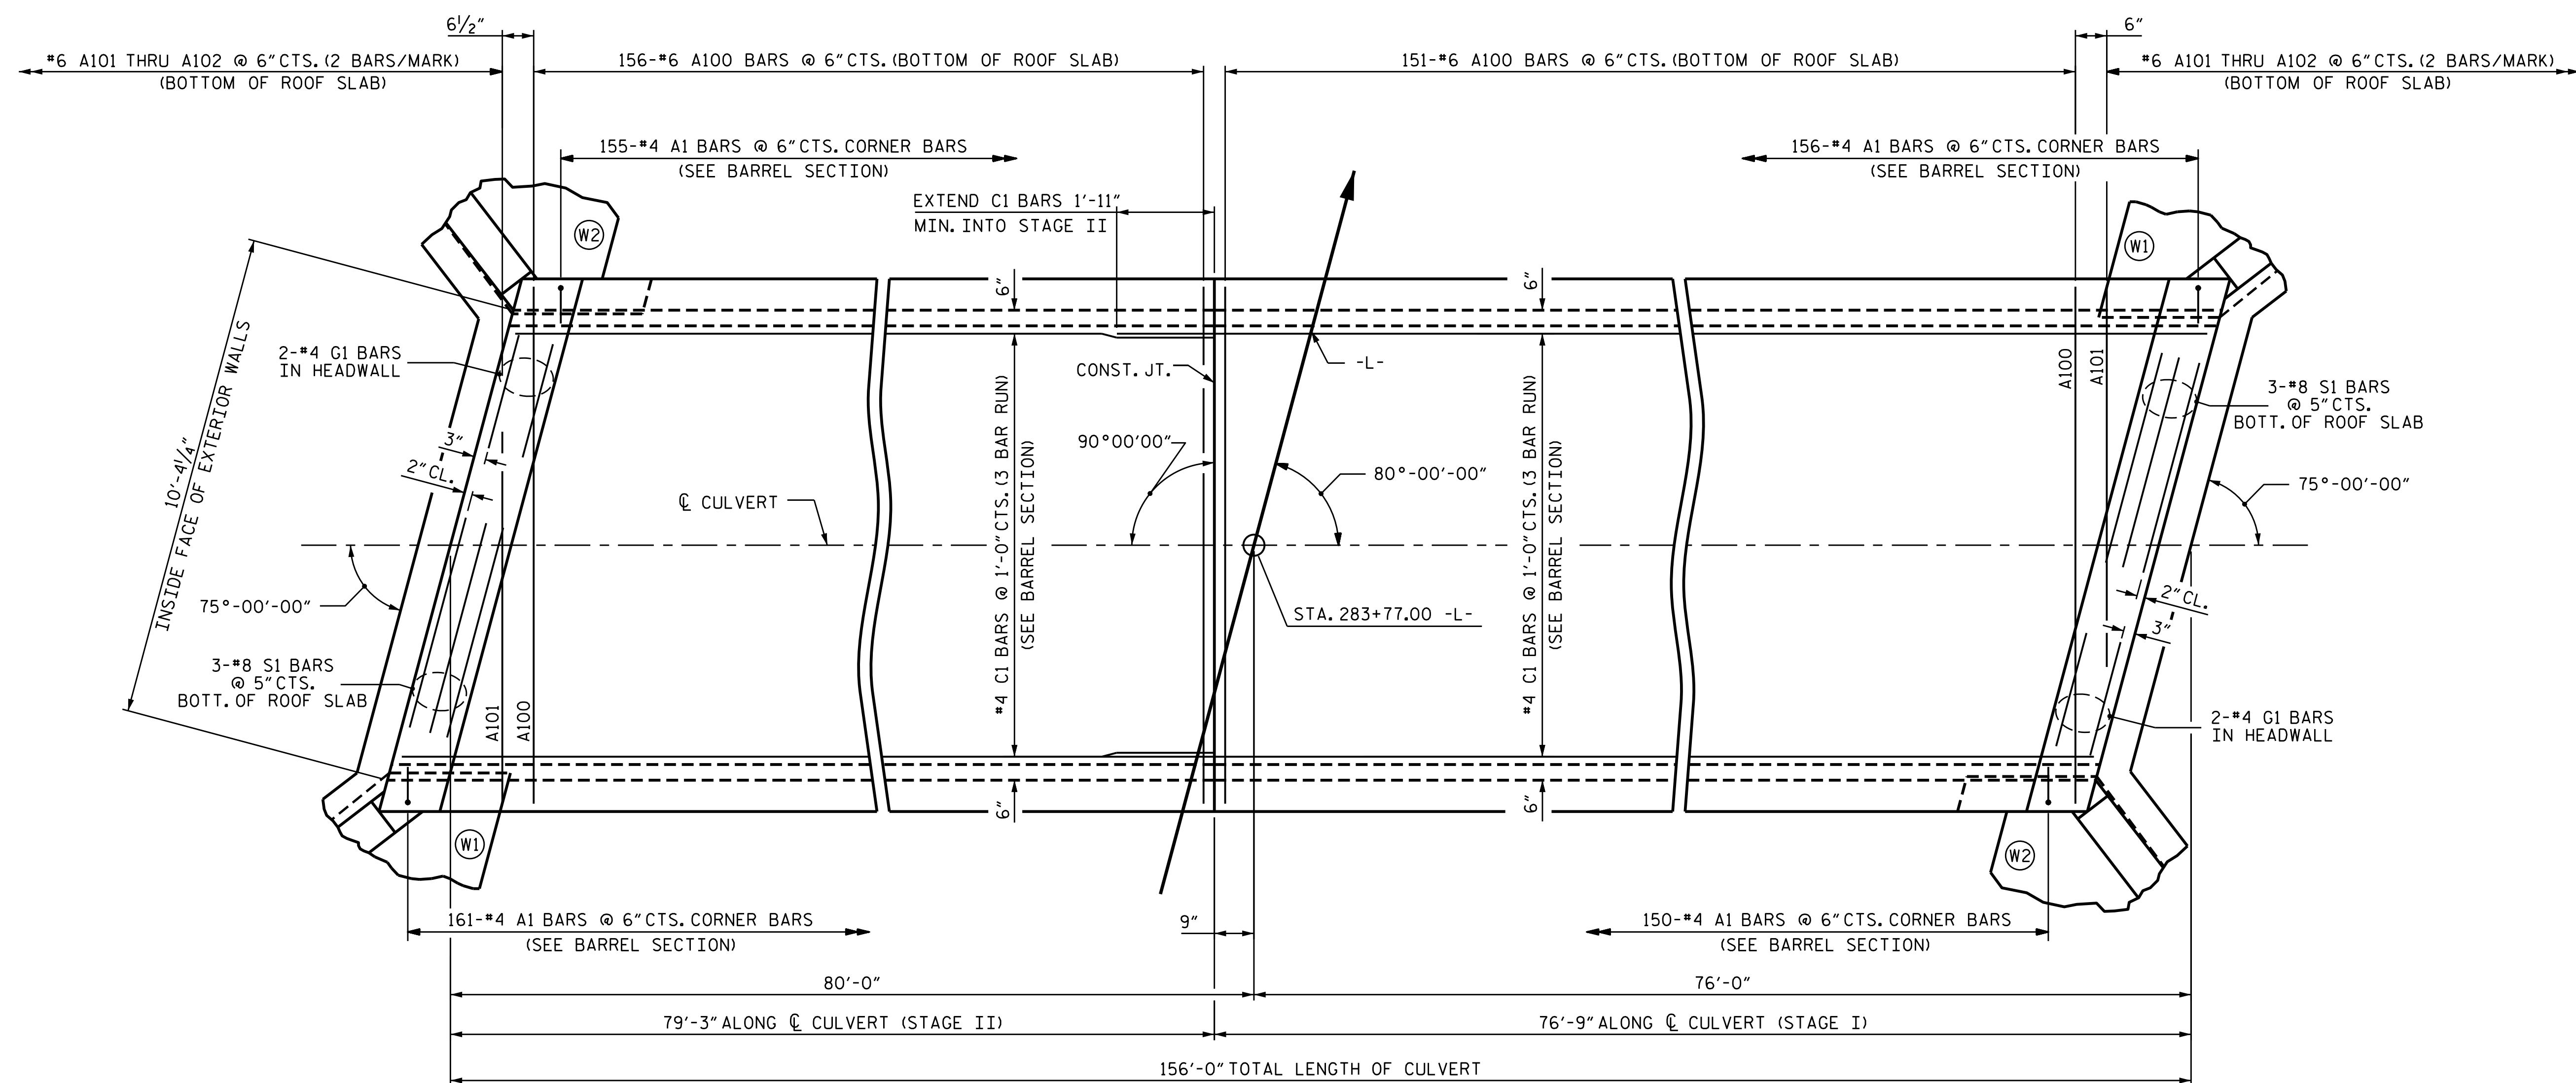 6½"
6"
#6 A101 THRU A102 @ 6"CTS. (2 BARS/MARK)
(BOTTOM OF ROOF SLAB)
156-#6 A100 BARS @ 6"CTS. (BOTTOM OF ROOF SLAB)
151-#6 A100 BARS @ 6"CTS. (BOTTOM OF ROOF SLAB)
#6 A101 THRU A102 @ 6"CTS. (2 BARS/MARK)
(BOTTOM OF ROOF SLAB)
155-#4 A1 BARS @ 6"CTS. CORNER BARS
(SEE BARREL SECTION)
156-#4 A1 BARS @ 6"CTS. CORNER BARS
(SEE BARREL SECTION)
EXTEND C1 BARS 1'-11"
MIN. INTO STAGE II
W2
W1
6"
6"
10'-4¼"
INSIDE FACE OF EXTERIOR WALLS
2-#4 G1 BARS
IN HEADWALL
CONST. JT.
-L-
A100
A101
3-#8 S1 BARS
@ 5"CTS.
BOTT. OF ROOF SLAB
3"
2"CL.
90°00'00"
80°-00'-00"
75°-00'-00"
℄ CULVERT
#4 C1 BARS @ 1'-0"CTS. (3 BAR RUN)
(SEE BARREL SECTION)
#4 C1 BARS @ 1'-0"CTS. (3 BAR RUN)
(SEE BARREL SECTION)
75°-00'-00"
STA. 283+77.00 -L-
2"CL.
3"
3-#8 S1 BARS
@ 5"CTS.
BOTT. OF ROOF SLAB
A101
A100
2-#4 G1 BARS
IN HEADWALL
6"
6"
W1
W2
161-#4 A1 BARS @ 6"CTS. CORNER BARS
(SEE BARREL SECTION)
9"
150-#4 A1 BARS @ 6"CTS. CORNER BARS
(SEE BARREL SECTION)
80'-0"
76'-0"
79'-3"ALONG ℄ CULVERT (STAGE II)
76'-9"ALONG ℄ CULVERT (STAGE I)
156'-0"TOTAL LENGTH OF CULVERT